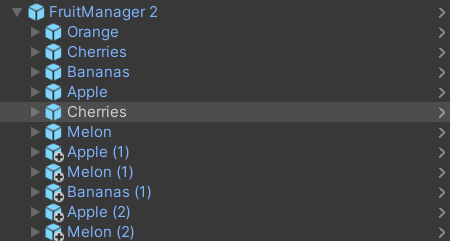 FruitManager 2
Orange
Cherries
Bananas
Apple
Cherries
Melon
Apple (1)
Melon (1)
Bananas (1)
Apple (2)
Melon (2)